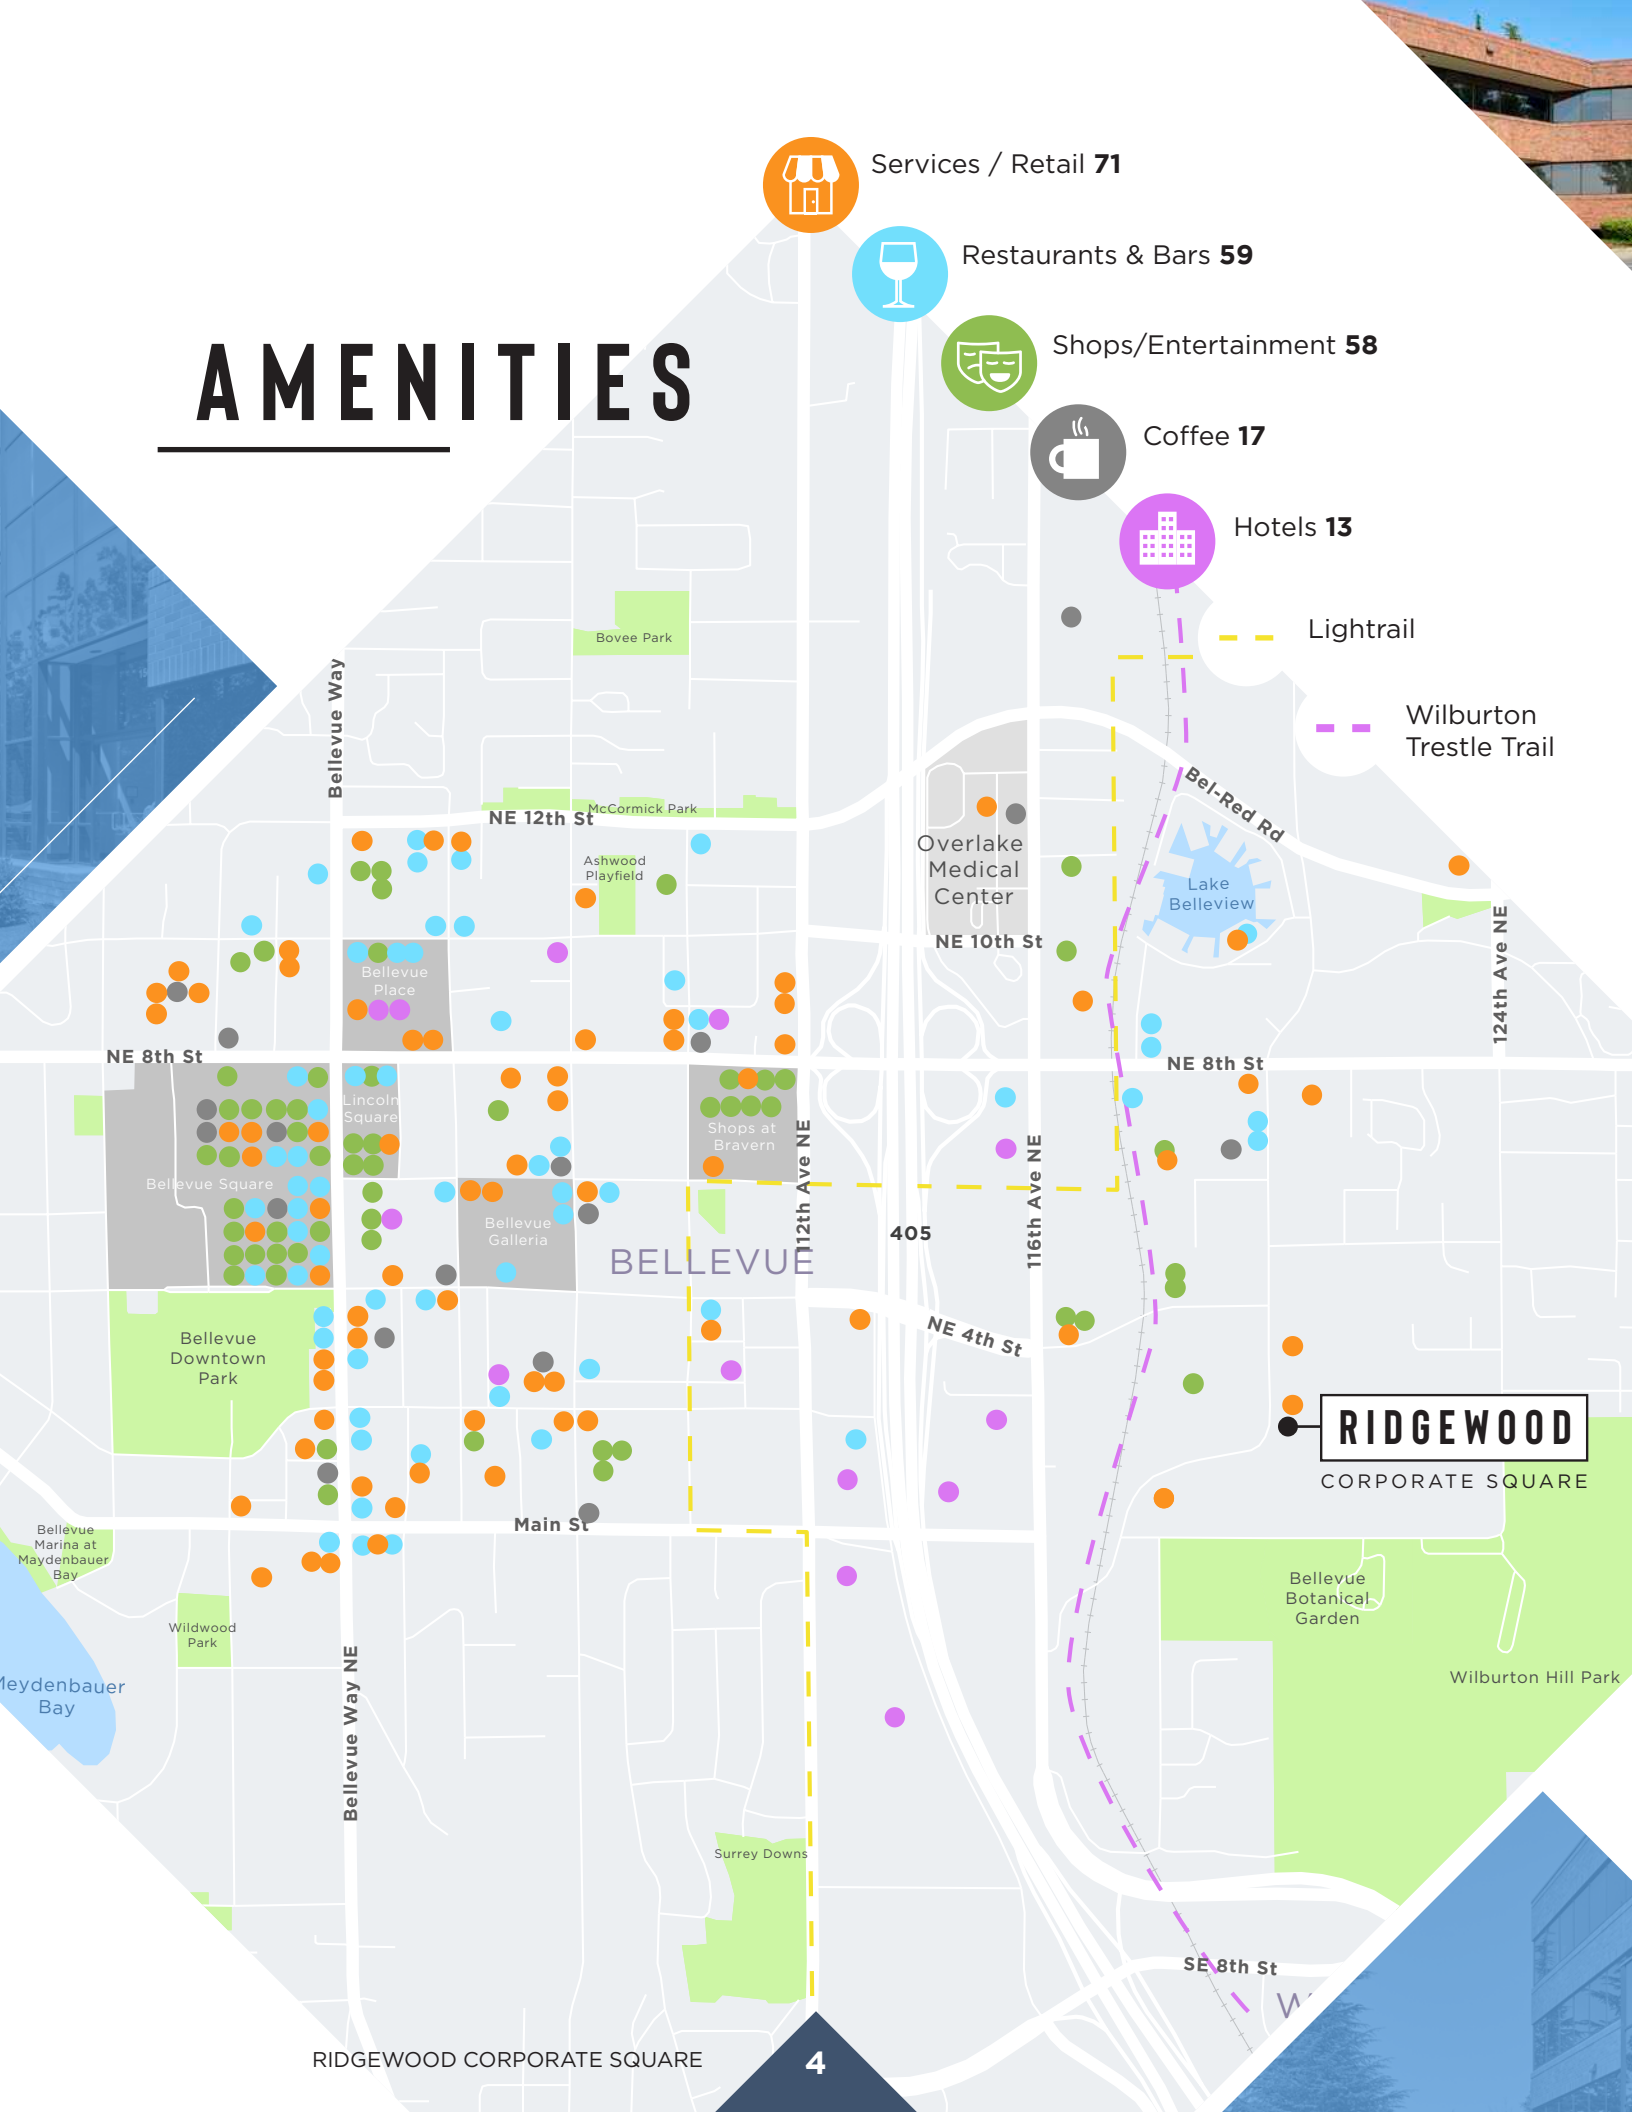 Services / Retail 71
Restaurants & Bars 59
AMENITIES
Shops/Entertainment 58
Coffee 17
Hotels 13
Lightrail
Wilburton
Trestle Trail
Bovee Park
Bellevue Way
McCormick Park
NE 12th St
Bel-Red Rd
Ashwood
Playfield
Overlake
Medical
Center
Lake
Belleview
NE 10th St
124th Ave NE
Bellevue
Place
NE 8th St
NE 8th St
Lincoln
Square
Shops at
Bravern
Bellevue Square
112th Ave NE
116th Ave NE
Bellevue
Galleria
405
BELLEVUE
NE 4th St
Bellevue
Downtown
Park
RIDGEWOOD
CORPORATE SQUARE
Main St
Bellevue
Marina at
Maydenbauer
Bay
Bellevue
Botanical
Garden
Wildwood
Park
Wilburton Hill Park
Meydenbauer
Bay
Bellevue Way NE
Surrey Downs
SE 8th St
W
RIDGEWOOD CORPORATE SQUARE
4